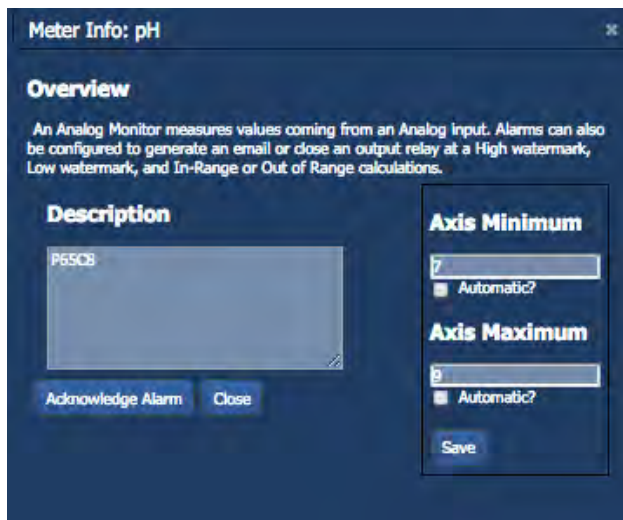 Meter Info: pH
Overview
An Analog Monitor measures values coming from an Analog input. Alarms can also
be configured to generate an email or close an output relay at a High watermark,
Low watermark, and In-Range or Out of Range calculations.
Description
P65CB
Acknowledge Alarm Close
Axis Minimum
7
Automatic?
Axis Maximum
9
Automatic?
Save